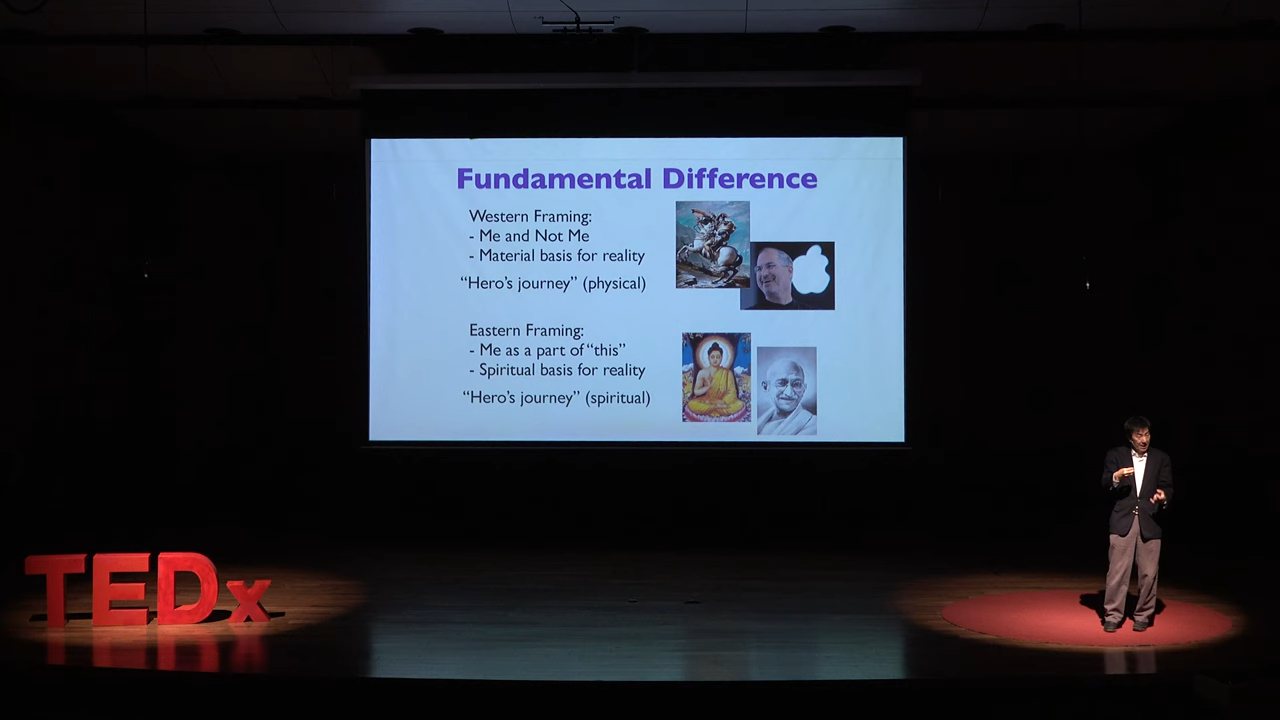 Fundamental Difference
Western Framing:
- Me and Not Me
- Material basis for reality
“Hero’s journey” (physical)
Eastern Framing:
- Me as a part of “this”
- Spiritual basis for reality
“Hero’s journey” (spiritual)
TEDx